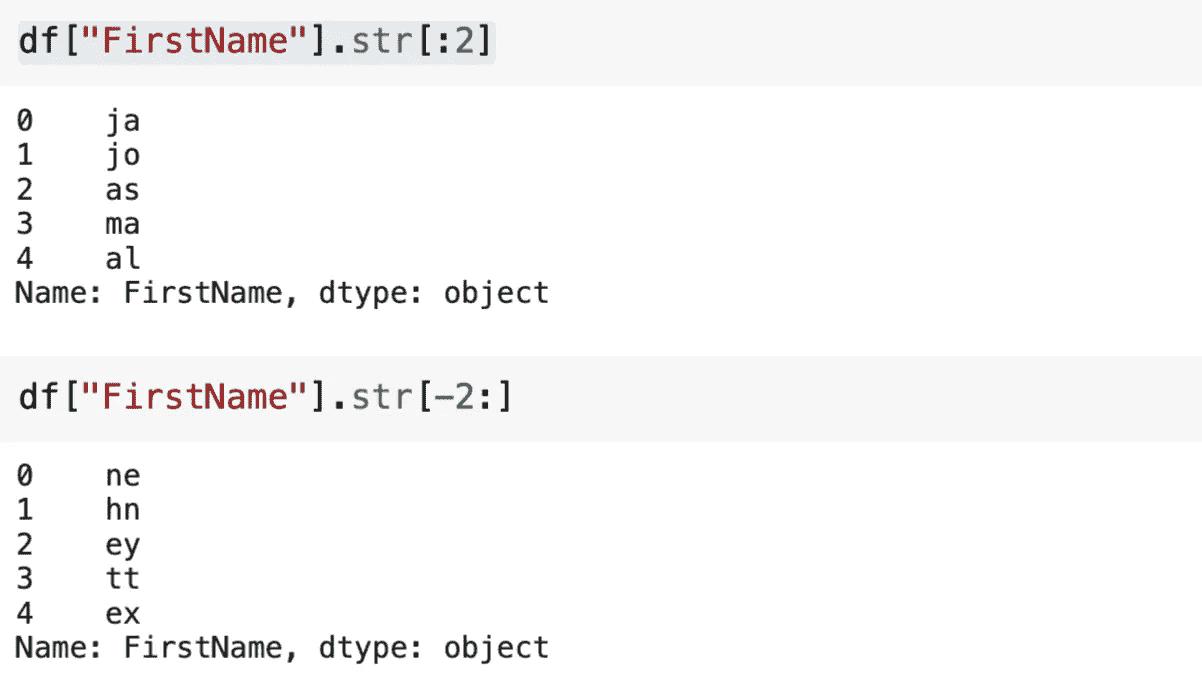 df["FirstName"].str[:2]
0 ja
1 jo
2 as
3 ma
4 al
Name: FirstName, dtype: object
df["FirstName"].str[-2:]
0 ne
1 hn
2 ey
3 tt
4 ex
Name: FirstName, dtype: object